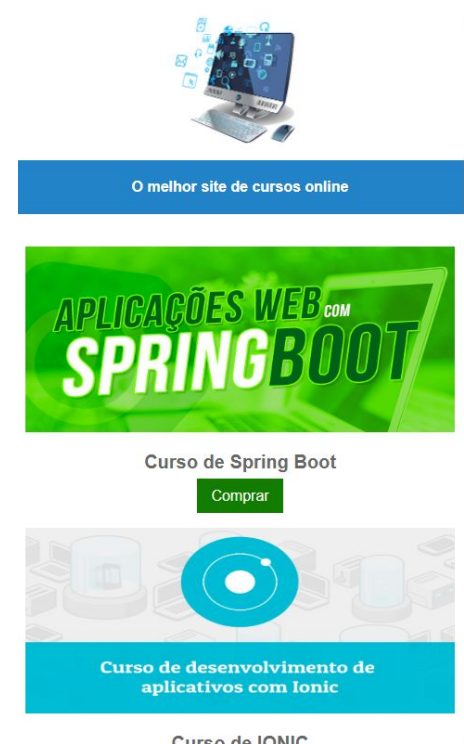 O melhor site de cursos online
APLICAÇÕES WEB COM
SPRINGBOOT
Curso de Spring Boot
Comprar
Curso de desenvolvimento de
aplicativos com Ionic
Curso de IONIC